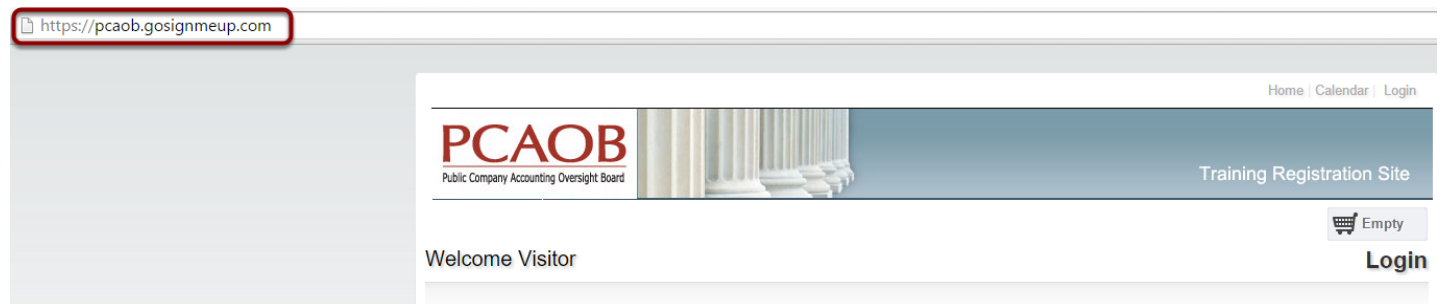 https://pcaob.gosignmeup.com
Home | Calendar | Login
PCAOB
Public Company Accounting Oversight Board
Training Registration Site
Empty
Welcome Visitor
Login